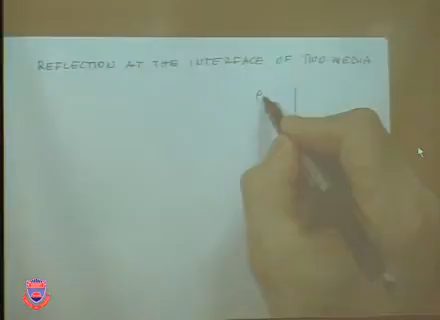 REFLECTION AT THE INTERFACE OF TWO MEDIA